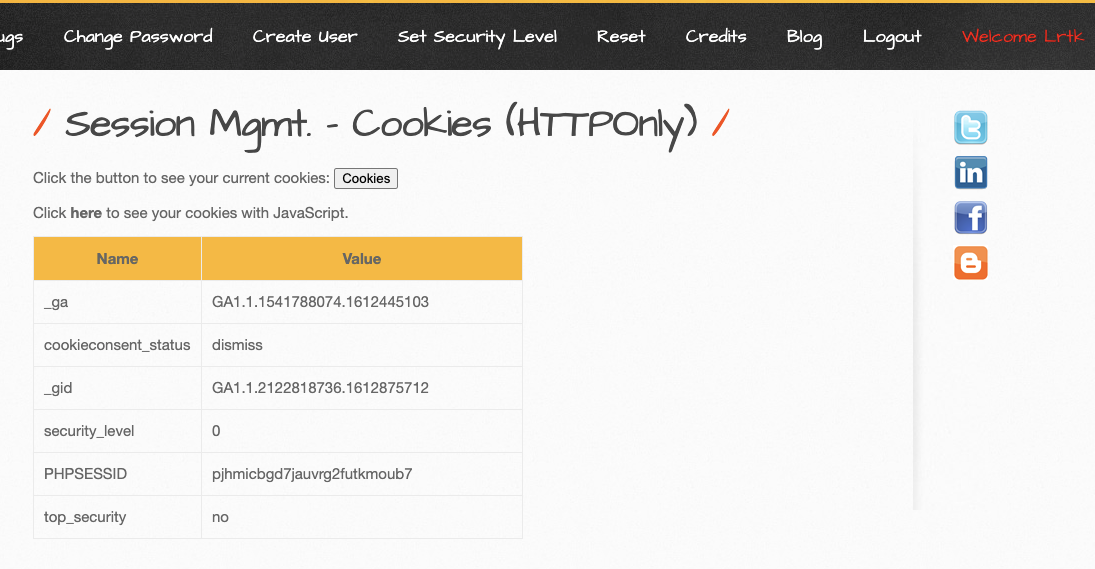 ugs Change Password Create User Set Security Level Reset Credits Blog Logout Welcome Lrtk
/ Session Mgmt. - Cookies (HTTPOnly) /
Click the button to see your current cookies: Cookies
Click here to see your cookies with JavaScript.
Name Value
_ga GA1.1.1541788074.1612445103
cookieconsent_status dismiss
_gid GA1.1.2122818736.1612875712
security_level 0
PHPSESSID pjhmicbgd7jauvrg2futkmoub7
top_security no